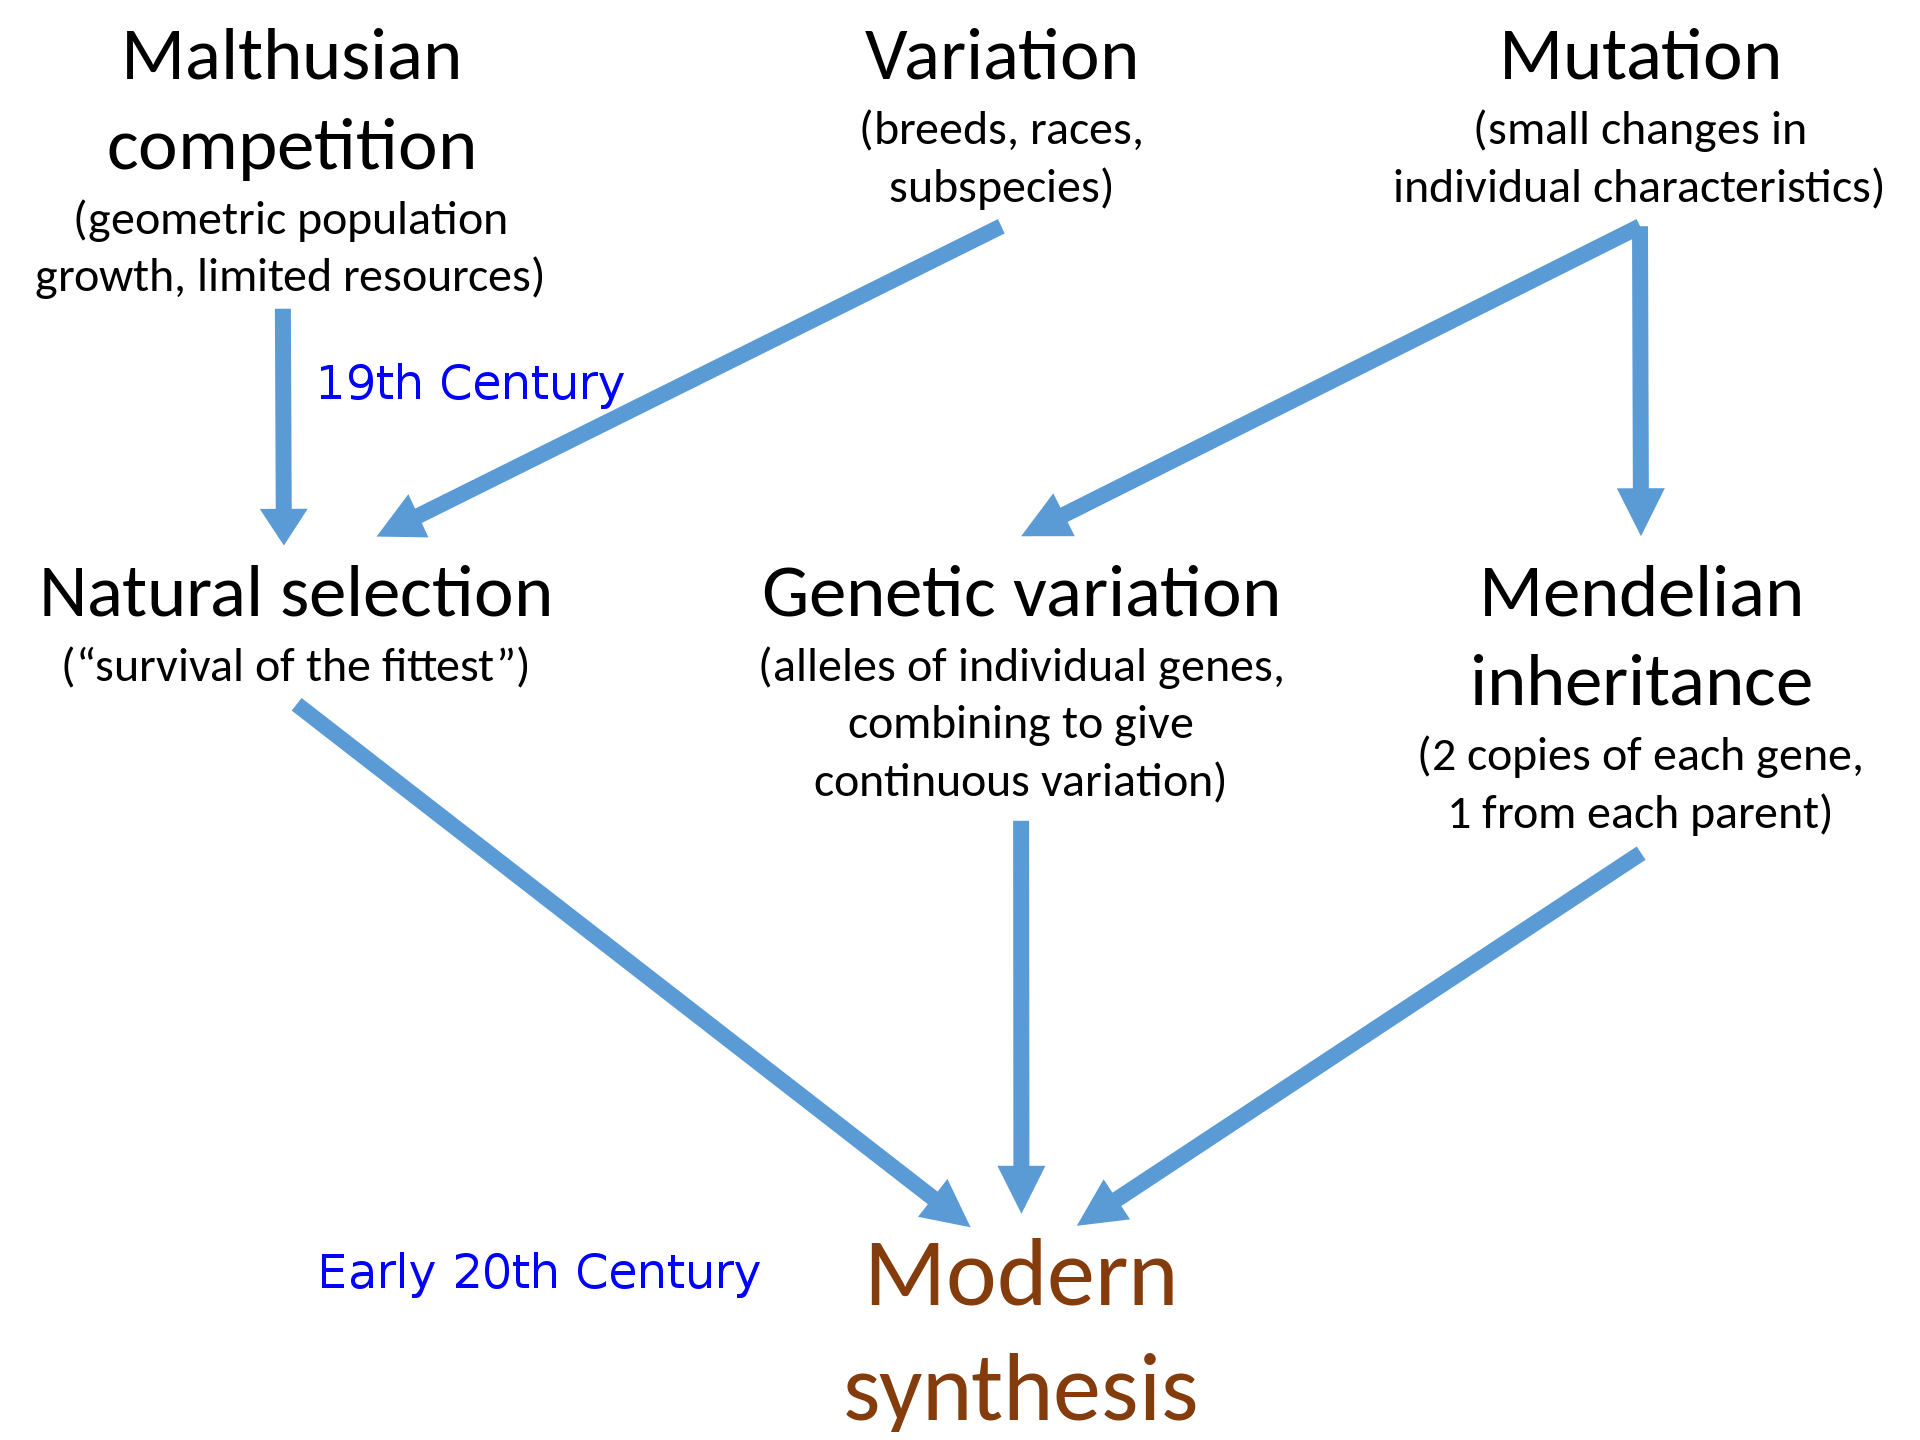 Malthusian
competition
(geometric population
growth, limited resources)
Variation
(breeds, races,
subspecies)
Mutation
(small changes in
individual characteristics)
19th Century
Natural selection
(“survival of the fittest”)
Genetic variation
(alleles of individual genes,
combining to give
continuous variation)
Mendelian
inheritance
(2 copies of each gene,
1 from each parent)
Early 20th Century
Modern
synthesis